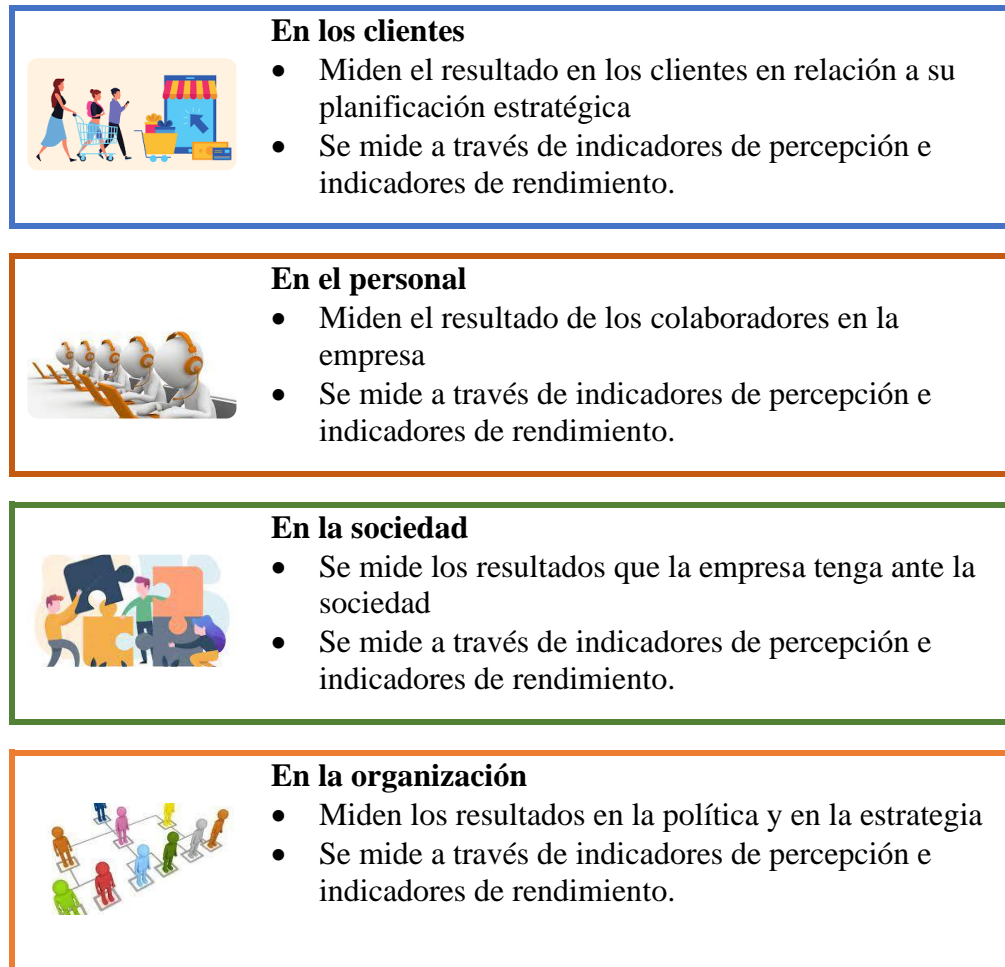 En los clientes
• Miden el resultado en los clientes en relación a su
planificación estratégica
• Se mide a través de indicadores de percepción e
indicadores de rendimiento.
En el personal
• Miden el resultado de los colaboradores en la
empresa
• Se mide a través de indicadores de percepción e
indicadores de rendimiento.
En la sociedad
• Se mide los resultados que la empresa tenga ante la
sociedad
• Se mide a través de indicadores de percepción e
indicadores de rendimiento.
En la organización
• Miden los resultados en la política y en la estrategia
• Se mide a través de indicadores de percepción e
indicadores de rendimiento.